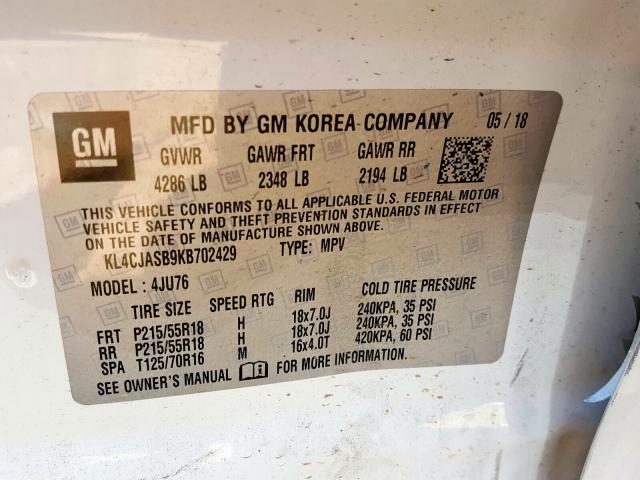 GM MFD BY GM KOREA COMPANY 05 / 18
GVWR GAWR FRT GAWR RR
4286 LB 2348 LB 2194 LB
THIS VEHICLE CONFORMS TO ALL APPLICABLE U.S. FEDERAL MOTOR
VEHICLE SAFETY AND THEFT PREVENTION STANDARDS IN EFFECT
ON THE DATE OF MANUFACTURE SHOWN ABOVE.
KL4CJASB9KB702429 TYPE: MPV
MODEL : 4JU76
TIRE SIZE SPEED RTG RIM COLD TIRE PRESSURE
FRT P215/55R18 H 18x7.0J 240KPA, 35 PSI
RR P215/55R18 H 18x7.0J 240KPA, 35 PSI
SPA T125/70R16 M 16x4.0T 420KPA, 60 PSI
SEE OWNER'S MANUAL FOR MORE INFORMATION.